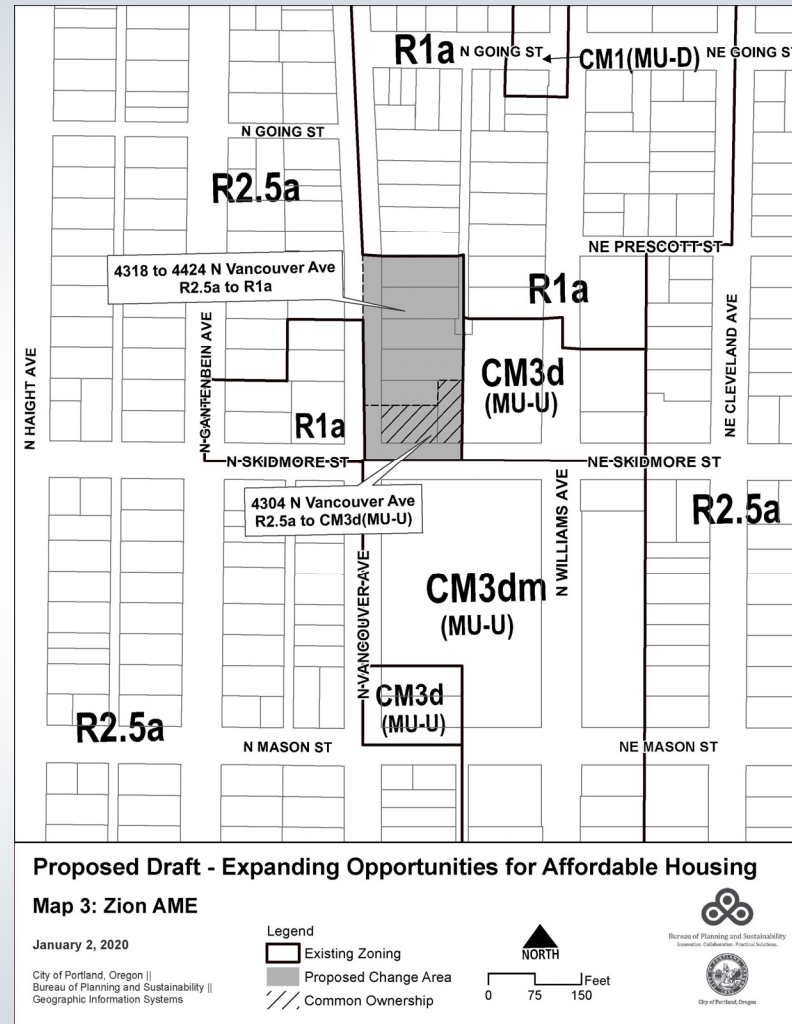 R1a
N GOING ST
CM1(MU-D)
NE GOING ST
N GOING ST
R2.5a
NE PRESCOTT ST
4318 to 4424 N Vancouver Ave
R2.5a to R1a
R1a
N HAIGHT AVE
N GANTENBEIN AVE
NE CLEVELAND AVE
CM3d
(MU-U)
R1a
N SKIDMORE ST
NE SKIDMORE ST
4304 N Vancouver Ave
R2.5a to CM3d(MU-U)
N WILLIAMS AVE
R2.5a
N VANCOUVER AVE
CM3dm
(MU-U)
CM3d
(MU-U)
R2.5a
N MASON ST
NE MASON ST
Proposed Draft - Expanding Opportunities for Affordable Housing
Map 3: Zion AME
January 2, 2020
City of Portland, Oregon ||
Bureau of Planning and Sustainability ||
Geographic Information Systems
Legend
Existing Zoning
Proposed Change Area
Common Ownership
NORTH
Feet
0 75 150
Bureau of Planning and Sustainability
Innovation. Collaboration. Practical Solutions.
City of Portland, Oregon